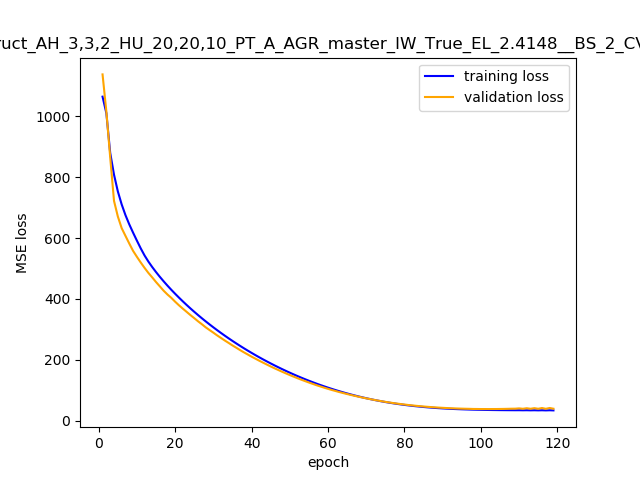 ruct_AH_3,3,2_HU_20,20,10_PT_A_AGR_master_IW_True_EL_2.4148__BS_2_CV
training loss
validation loss
MSE loss
1000
800
600
400
200
0
0 20 40 60 80 100 120
epoch